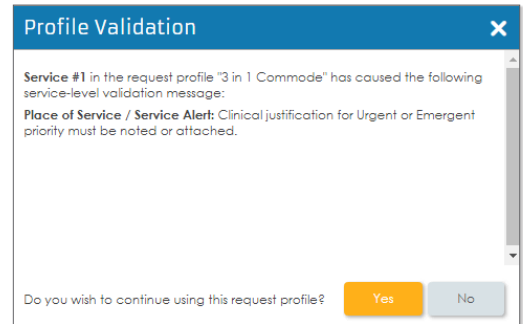 Profile Validation
Service #1 in the request profile "3 in 1 Commode" has caused the following
service-level validation message:
Place of Service / Service Alert: Clinical justification for Urgent or Emergent
priority must be noted or attached.
Do you wish to continue using this request profile?
Yes
No